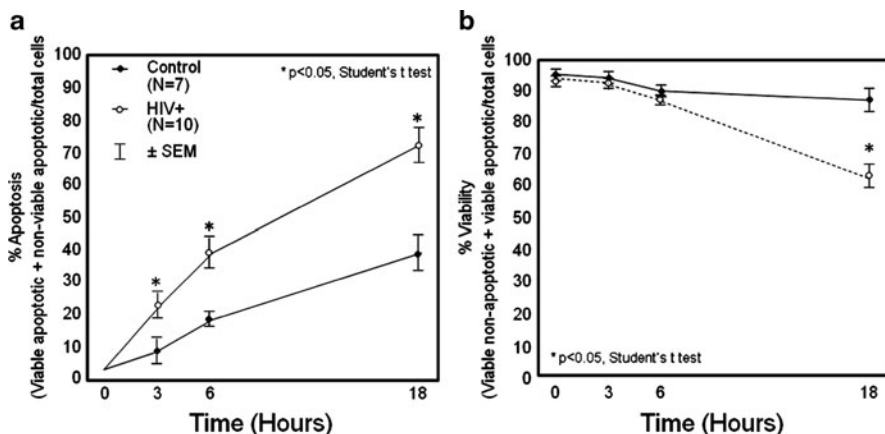 a
% Apoptosis
(Viable apoptotic + non-viable apoptotic/total cells
100
90
80
70
60
50
40
30
20
10
0
Control
(N=7)
HIV+
(N=10)
± SEM
* p<0.05, Student's t test
*
*
*
0 3 6 18
Time (Hours)
b
% Viability
(Viable non-apoptotic + viable apoptotic/total cells
100
90
80
70
60
50
40
30
20
10
0
*
* p<0.05, Student's t test
0 3 6 18
Time (Hours)